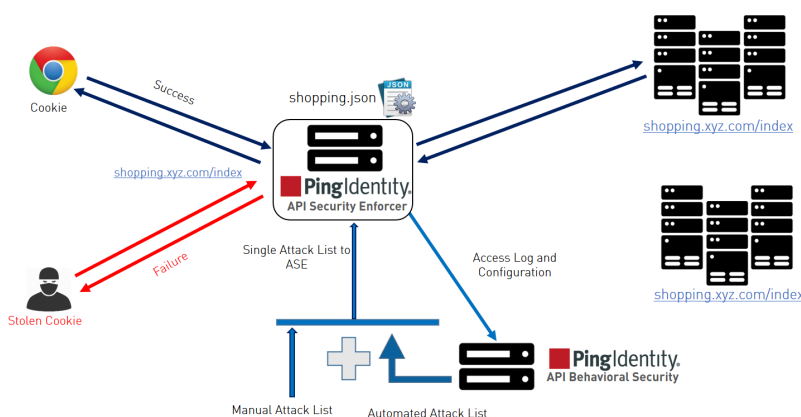 Success
Cookie
shopping.json
JSON
shopping.xyz.com/index
shopping.xyz.com/index
PingIdentity.
API Security Enforcer
Failure
Stolen Cookie
Single Attack List to
ASE
Access Log and
Configuration
shopping.xyz.com/index
PingIdentity.
API Behavioral Security
Manual Attack List
Automated Attack List